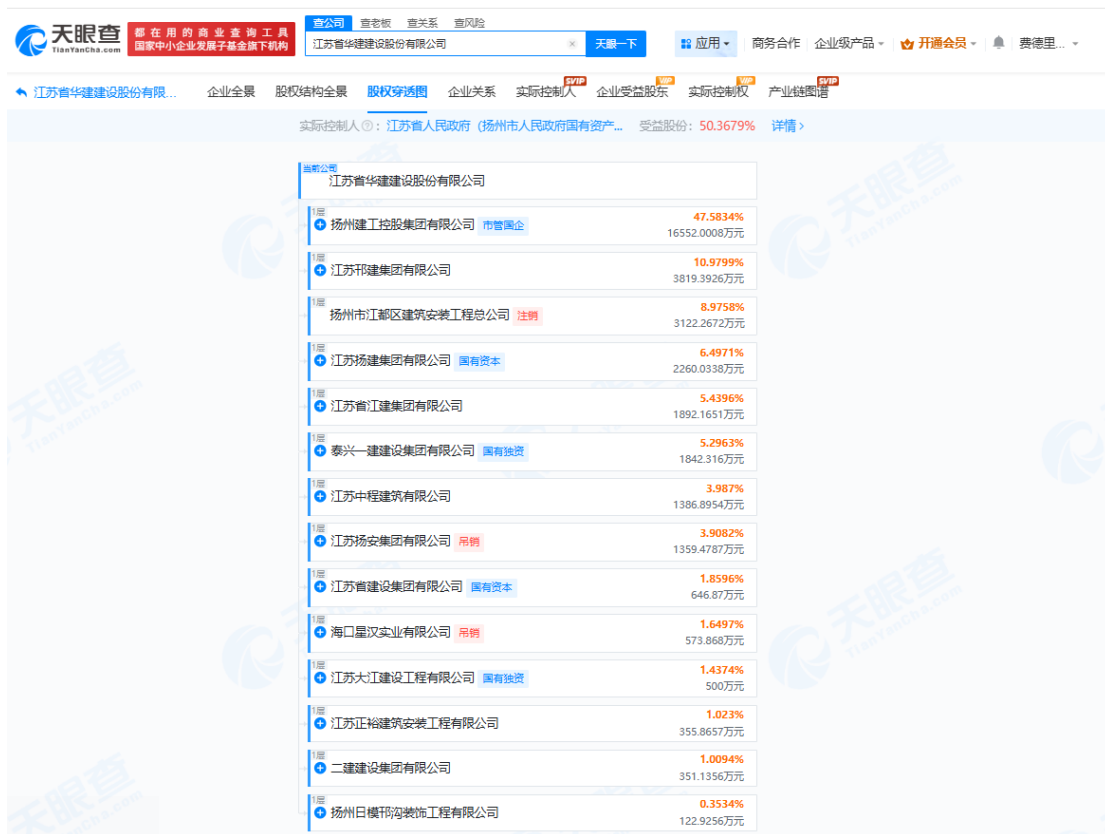 天眼查
TianYanCha.com
都在用的商业查询工具
国家中小企业发展子基金旗下机构
查公司 查老板 查关系 查风险
江苏省华建建设股份有限公司 × 天眼一下
应用 商务合作 企业级产品 开通会员 费德里...
江苏省华建建设股份有限... 企业全景 股权结构全景 股权穿透图 企业关系 实际控制人 SVIP 企业受益股东 VIP 实际控制权 VIP 产业链图谱 SVIP
实际控制人?：江苏省人民政府（扬州市人民政府国有资产... 受益股份：50.3679% 详情>
当前公司
江苏省华建建设股份有限公司
1层
扬州建工控股集团有限公司 市管国企 47.5834%
16552.0008万元
1层
江苏邗建集团有限公司 10.9799%
3819.3926万元
1层
扬州市江都区建筑安装工程总公司 注销 8.9758%
3122.2672万元
1层
江苏扬建集团有限公司 国有资本 6.4971%
2260.0338万元
1层
江苏省江建集团有限公司 5.4396%
1892.1651万元
1层
泰兴一建建设集团有限公司 国有独资 5.2963%
1842.316万元
1层
江苏中程建筑有限公司 3.987%
1386.8954万元
1层
江苏扬安集团有限公司 吊销 3.9082%
1359.4787万元
1层
江苏省建设集团有限公司 国有资本 1.8596%
646.87万元
1层
海口星汉实业有限公司 吊销 1.6497%
573.868万元
1层
江苏大江建设工程有限公司 国有独资 1.4374%
500万元
1层
江苏正裕建筑安装工程有限公司 1.023%
355.8657万元
1层
二建建设集团有限公司 1.0094%
351.1356万元
1层
扬州日模邗沟装饰工程有限公司 0.3534%
122.9256万元